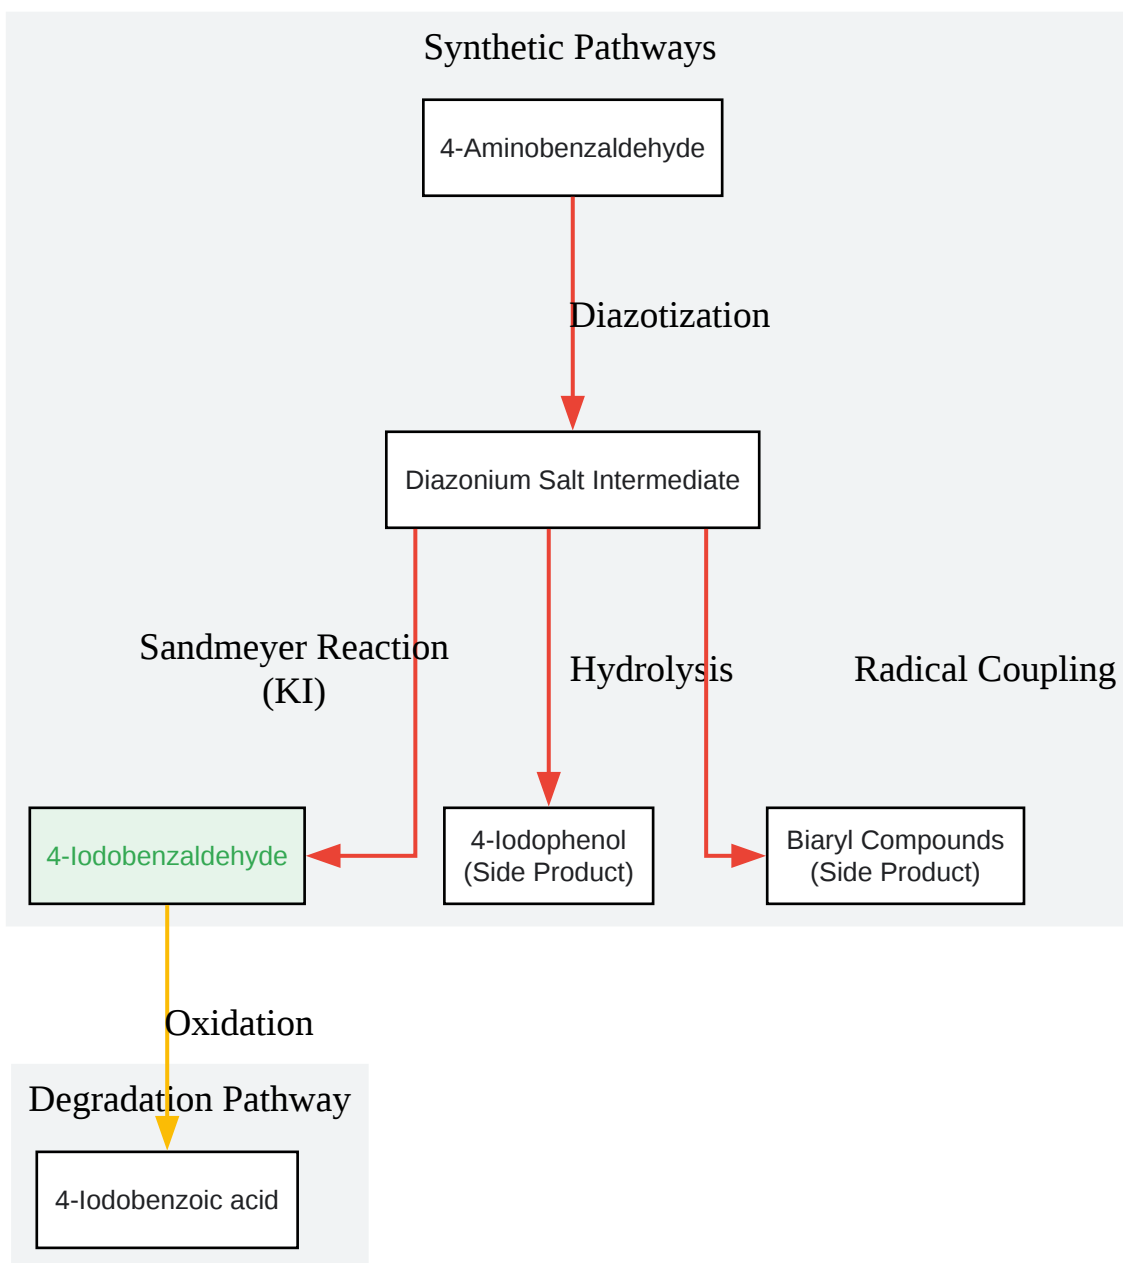 Synthetic Pathways
4-Aminobenzaldehyde
Diazotization
Diazonium Salt Intermediate
Sandmeyer Reaction
(KI)
Hydrolysis
Radical Coupling
4-Iodobenzaldehyde
4-Iodophenol
(Side Product)
Biaryl Compounds
(Side Product)
Oxidation
Degradation Pathway
4-Iodobenzoic acid